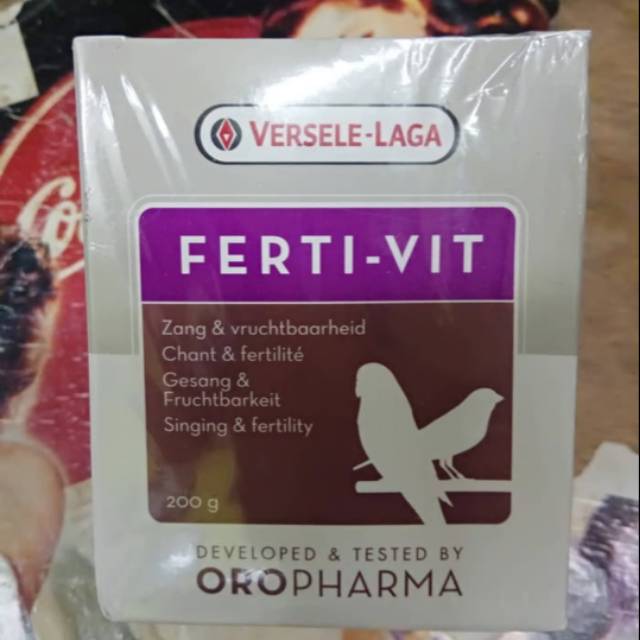 VERSELE-LAGA
FERTI-VIT
Zang & vruchtbaarheid
Chant & fertilité
Gesang &
Fruchtbarkeit
Singing & fertility
200 g
DEVELOPED & TESTED BY
OROPHARMA